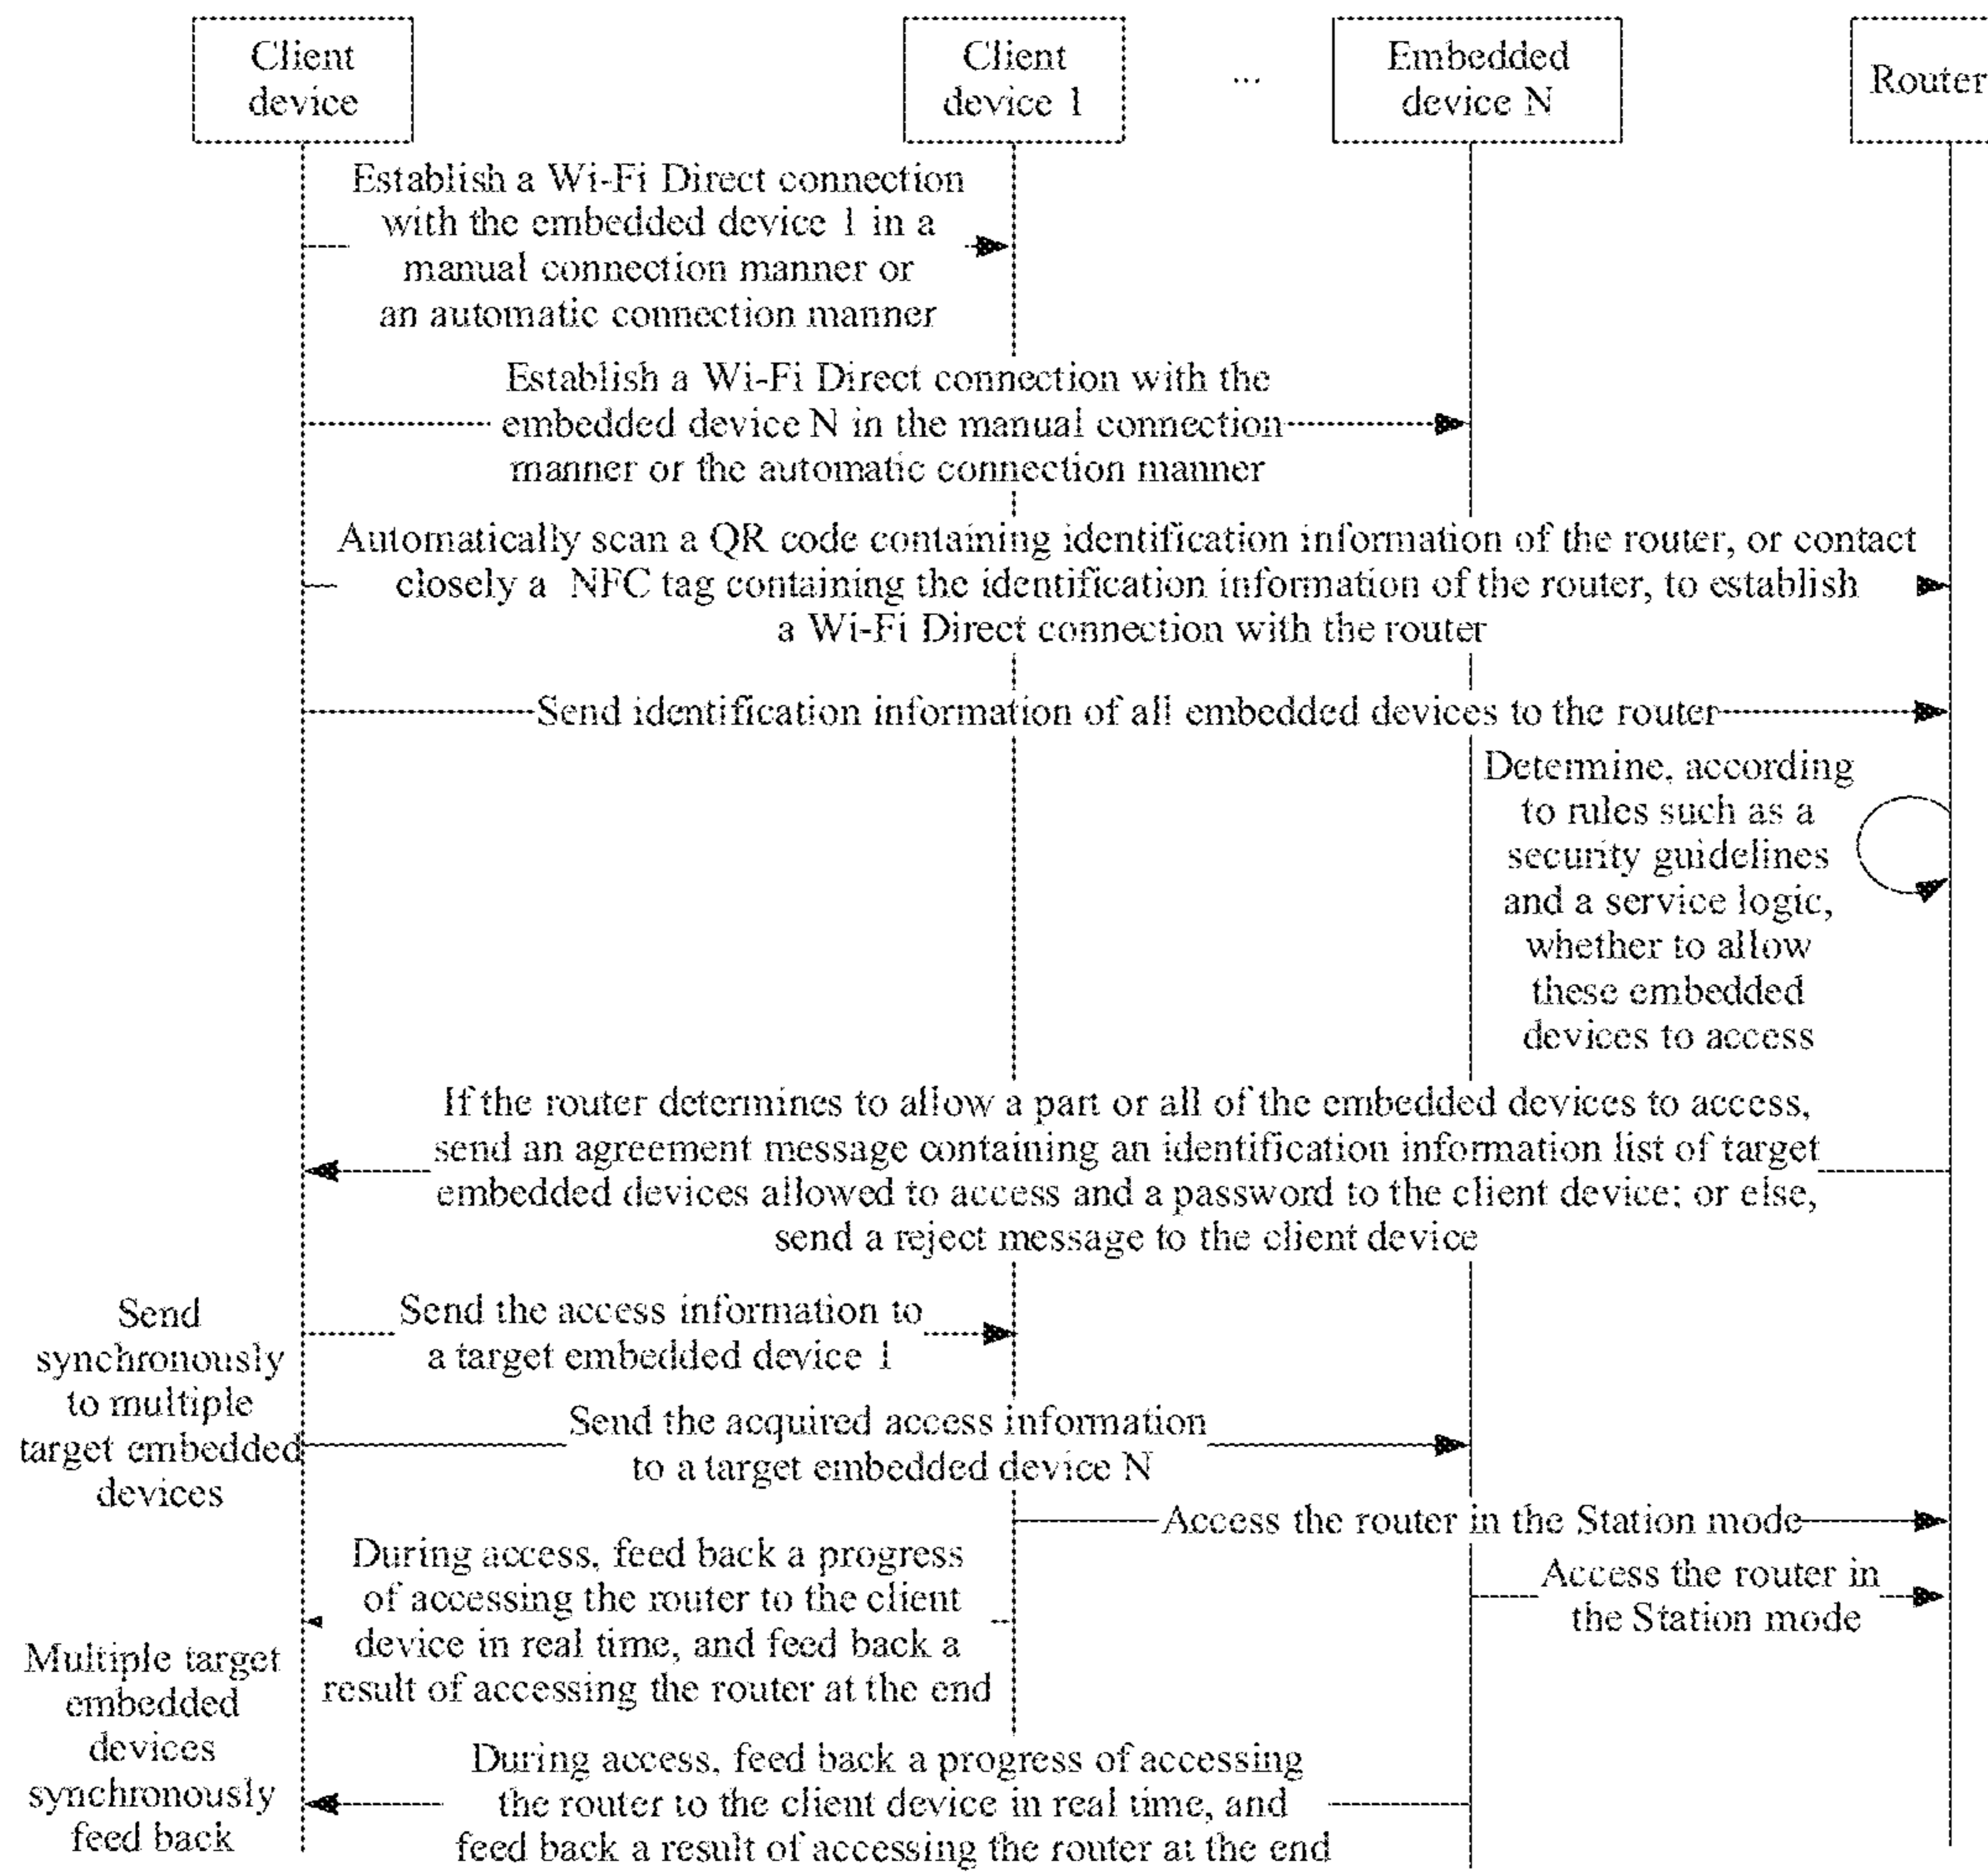 Client
device
Client
device 1
...
Embedded
device N
Router
Establish a Wi-Fi Direct connection
with the embedded device 1 in a
manual connection manner or
an automatic connection manner
Establish a Wi-Fi Direct connection with the
embedded device N in the manual connection
manner or the automatic connection manner
Automatically scan a QR code containing identification information of the router, or contact
closely a NFC tag containing the identification information of the router, to establish
a Wi-Fi Direct connection with the router
Send identification information of all embedded devices to the router
Determine, according
to rules such as a
security guidelines
and a service logic,
whether to allow
these embedded
devices to access
If the router determines to allow a part or all of the embedded devices to access,
send an agreement message containing an identification information list of target
embedded devices allowed to access and a password to the client device; or else,
send a reject message to the client device
Send
synchronously
to multiple
target embedded
devices
Send the access information to
a target embedded device 1
Send the acquired access information
to a target embedded device N
Access the router in the Station mode
Access the router in
the Station mode
During access, feed back a progress
of accessing the router to the client
device in real time, and feed back a
result of accessing the router at the end
Multiple target
embedded
devices
synchronously
feed back
During access, feed back a progress of accessing
the router to the client device in real time, and
feed back a result of accessing the router at the end